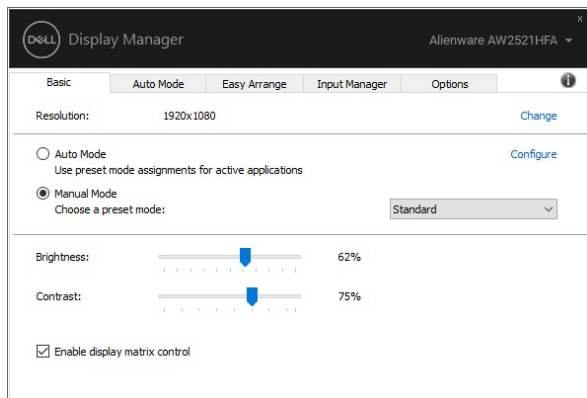 DELL Display Manager
Alienware AW2521HFA
x
Basic Auto Mode Easy Arrange Input Manager Options i
Resolution: 1920x1080 Change
Auto Mode Configure
Use preset mode assignments for active applications
Manual Mode
Choose a preset mode: Standard
Brightness: 62%
Contrast: 75%
Enable display matrix control